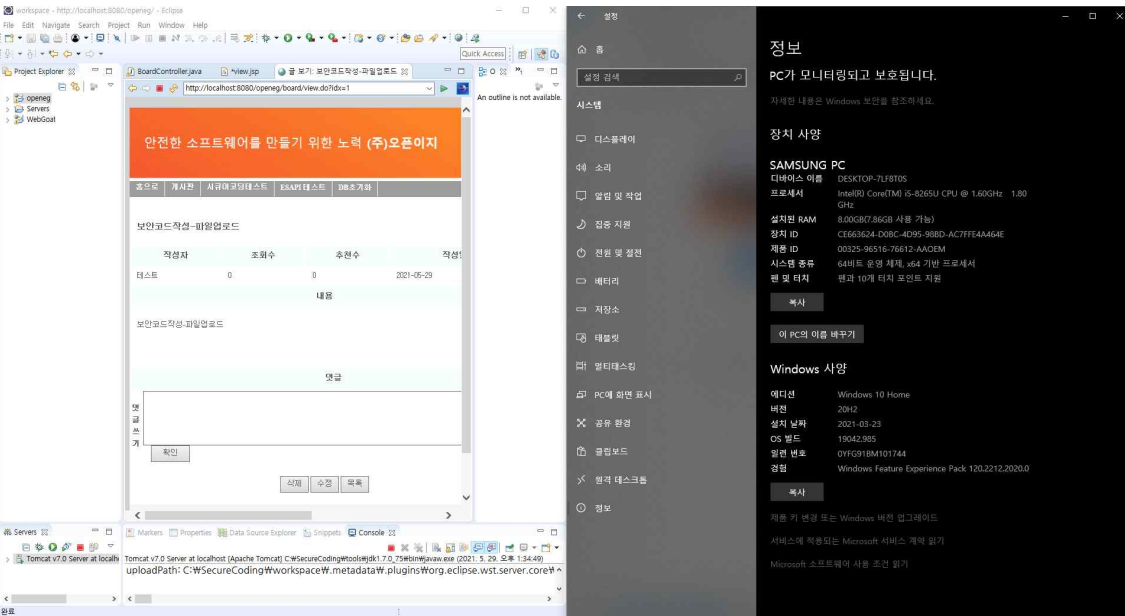 workspace - http://localhost:8080/openeg/ - Eclipse
File Edit Navigate Search Project Run Window Help
Quick Access
Project Explorer
openeg
Servers
WebGoat
BoardController.java
*view.jsp
글 보기: 보안코드작성-파일업로드
http://localhost:8080/openeg/board/view.do?idx=1
An outline is not available.
안전한 소프트웨어를 만들기 위한 노력 (주)오픈이지
홈으로 게시판 시큐어코딩테스트 ESAPI테스트 DB초기화
보안코드작성-파일업로드
작성자 조회수 추천수 작성일
테스트 0 0 2021-05-29
내용
보안코드작성-파일업로드
댓글
댓
글
쓰
기
확인
삭제 수정 목록
Servers
Tomcat v7.0 Server at localh
Markers Properties Data Source Explorer Snippets Console
Tomcat v7.0 Server at localhost [Apache Tomcat] C:₩SecureCoding₩tools₩jdk1.7.0_75₩bin₩javaw.exe (2021. 5. 29. 오후 1:34:49)
uploadPath: C:₩SecureCoding₩workspace₩.metadata₩.plugins₩org.eclipse.wst.server.core₩
완료
설정
홈
설정 검색
시스템
디스플레이
소리
알림 및 작업
집중 지원
전원 및 절전
배터리
저장소
태블릿
멀티태스킹
PC에 화면 표시
공유 환경
클립보드
원격 데스크톱
정보
정보
PC가 모니터링되고 보호됩니다.
자세한 내용은 Windows 보안을 참조하세요.
장치 사양
SAMSUNG PC
디바이스 이름 DESKTOP-7LF8T0S
프로세서 Intel(R) Core(TM) i5-8265U CPU @ 1.60GHz 1.80
GHz
설치된 RAM 8.00GB(7.86GB 사용 가능)
장치 ID CE663624-D0BC-4D95-98BD-AC7FFE4A464E
제품 ID 00325-96516-76612-AAOEM
시스템 종류 64비트 운영 체제, x64 기반 프로세서
펜 및 터치 펜과 10개 터치 포인트 지원
복사
이 PC의 이름 바꾸기
Windows 사양
에디션 Windows 10 Home
버전 20H2
설치 날짜 2021-03-23
OS 빌드 19042.985
일련 번호 0YFG91BM101744
경험 Windows Feature Experience Pack 120.2212.2020.0
복사
제품 키 변경 또는 Windows 버전 업그레이드
서비스에 적용되는 Microsoft 서비스 계약 읽기
Microsoft 소프트웨어 사용 조건 읽기